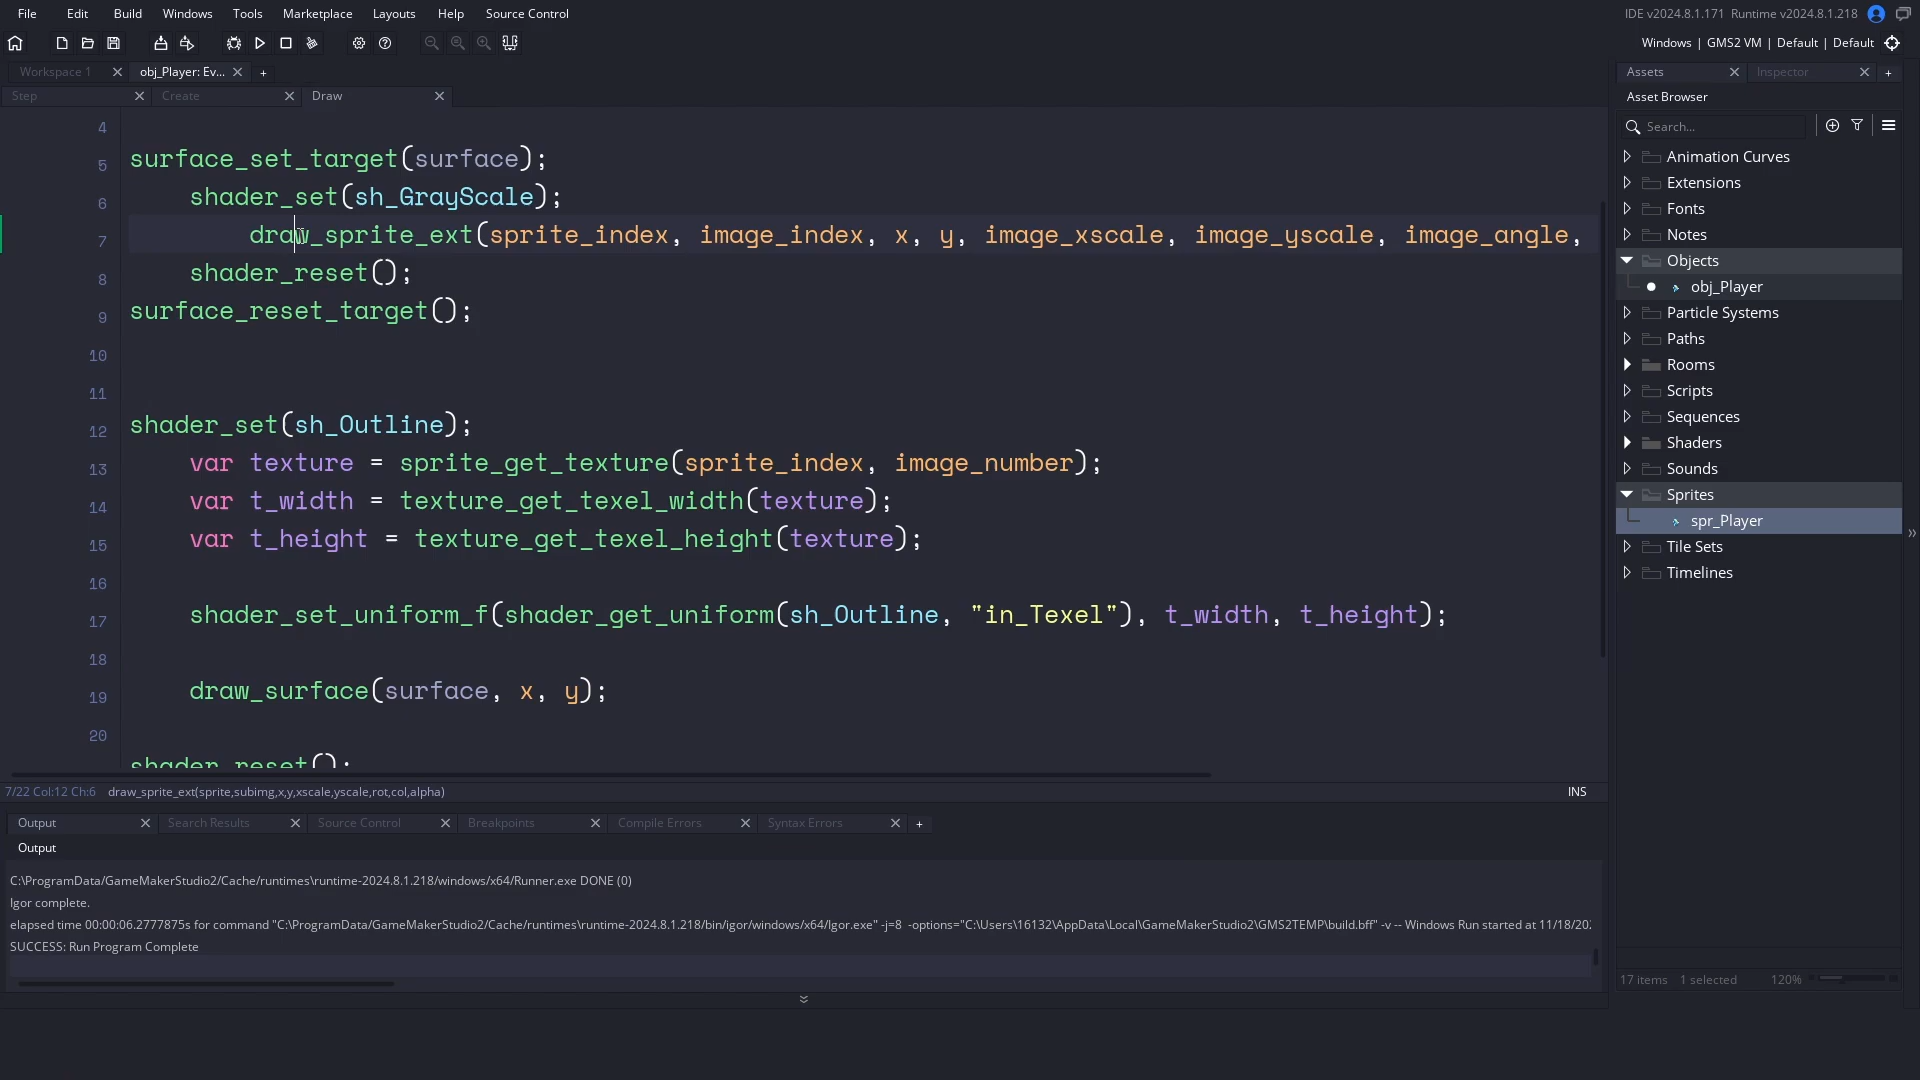 File Edit Build Windows Tools Marketplace Layouts Help Source Control
IDE v2024.8.1.171 Runtime v2024.8.1.218
Windows | GMS2 VM | Default | Default
Workspace 1 obj_Player: Ev... +
Step Create Draw
4
5 surface_set_target(surface);
6 shader_set(sh_GrayScale);
7 draw_sprite_ext(sprite_index, image_index, x, y, image_xscale, image_yscale, image_angle,
8 shader_reset();
9 surface_reset_target();
10
11
12 shader_set(sh_Outline);
13 var texture = sprite_get_texture(sprite_index, image_number);
14 var t_width = texture_get_texel_width(texture);
15 var t_height = texture_get_texel_height(texture);
16
17 shader_set_uniform_f(shader_get_uniform(sh_Outline, "in_Texel"), t_width, t_height);
18
19 draw_surface(surface, x, y);
20
shader_reset();
7/22 Col:12 Ch:6 draw_sprite_ext(sprite,subimg,x,y,xscale,yscale,rot,col,alpha) INS
Output Search Results Source Control Breakpoints Compile Errors Syntax Errors +
Output
C:\ProgramData/GameMakerStudio2/Cache/runtimes\runtime-2024.8.1.218/windows/x64/Runner.exe DONE (0)
Igor complete.
elapsed time 00:00:06.2777875s for command "C:\ProgramData/GameMakerStudio2/Cache/runtimes\runtime-2024.8.1.218/bin/igor/windows/x64/Igor.exe" -j=8 -options="C:\Users\16132\AppData\Local\GameMakerStudio2\GMS2TEMP\build.bff" -v -- Windows Run started at 11/18/202
SUCCESS: Run Program Complete
Assets Inspector +
Asset Browser
Search...
Animation Curves
Extensions
Fonts
Notes
Objects
obj_Player
Particle Systems
Paths
Rooms
Scripts
Sequences
Shaders
Sounds
Sprites
spr_Player
Tile Sets
Timelines
17 items 1 selected 120%